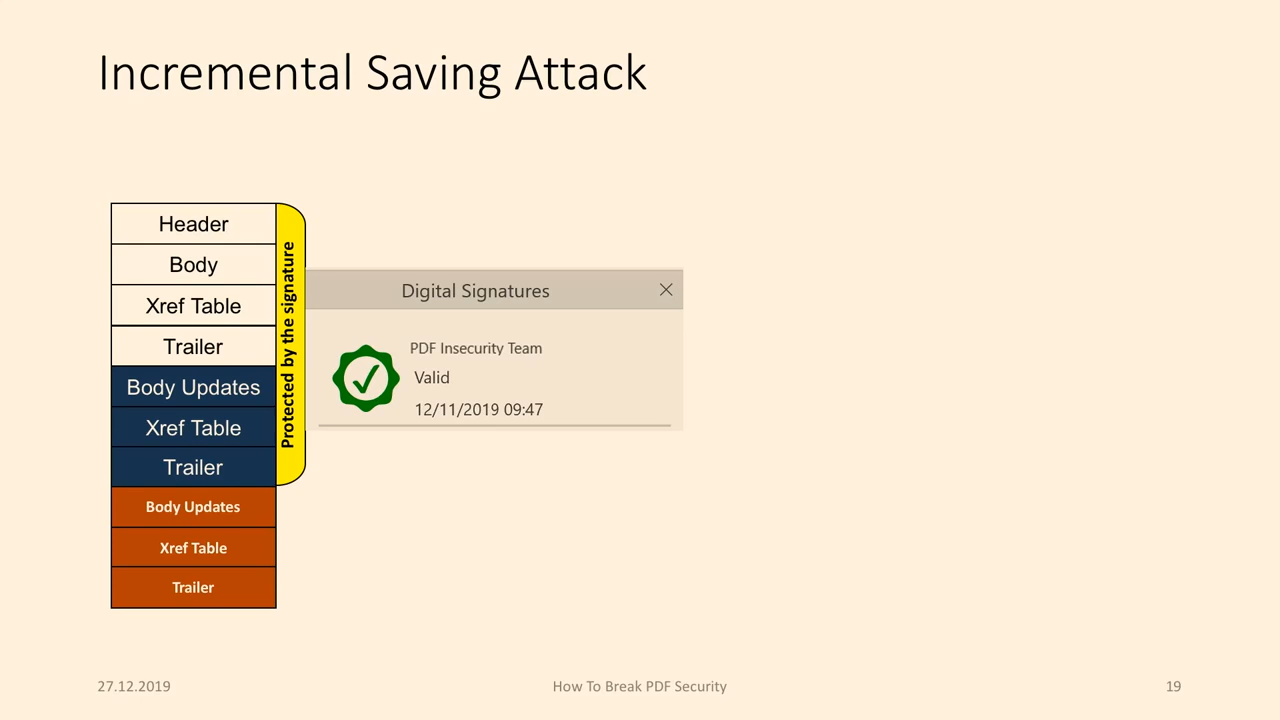 Incremental Saving Attack
Header
Body
Xref Table
Trailer
Body Updates
Xref Table
Trailer
Body Updates
Xref Table
Trailer
Protected by the signature
Digital Signatures
PDF Insecurity Team
Valid
12/11/2019 09:47
27.12.2019
How To Break PDF Security
19